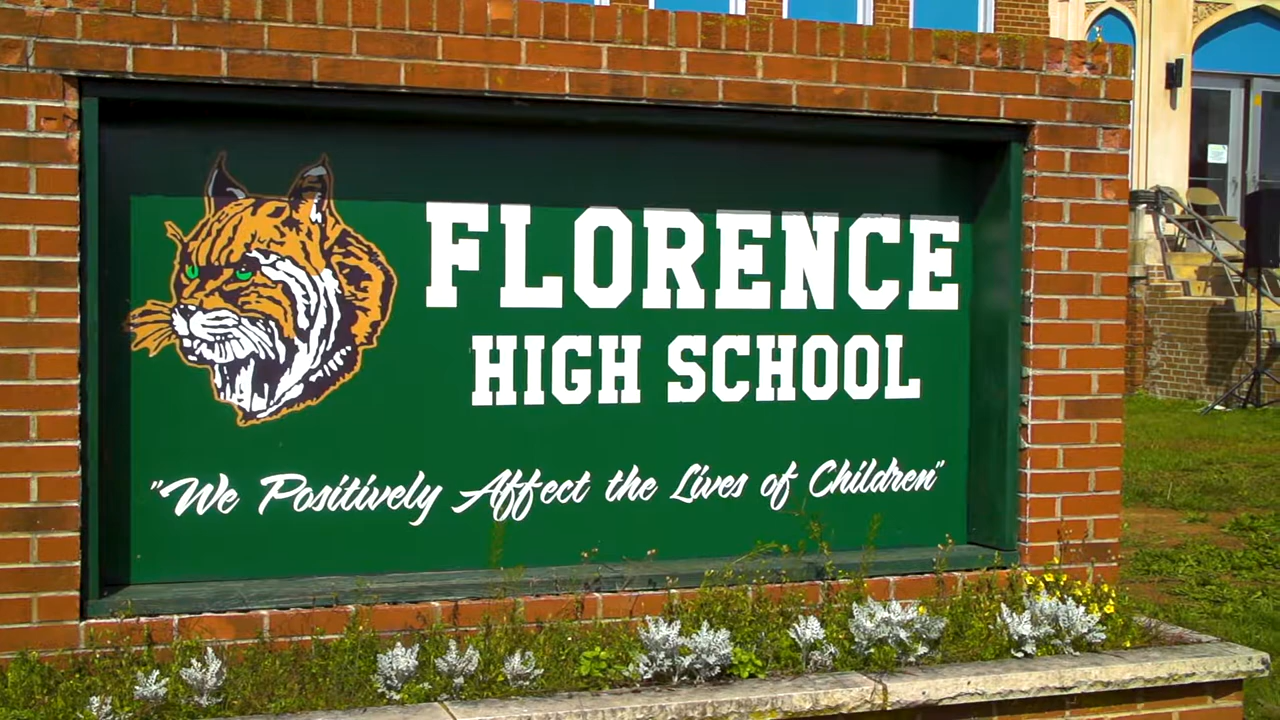 FLORENCE
HIGH SCHOOL
"We Positively Affect the Lives of Children"